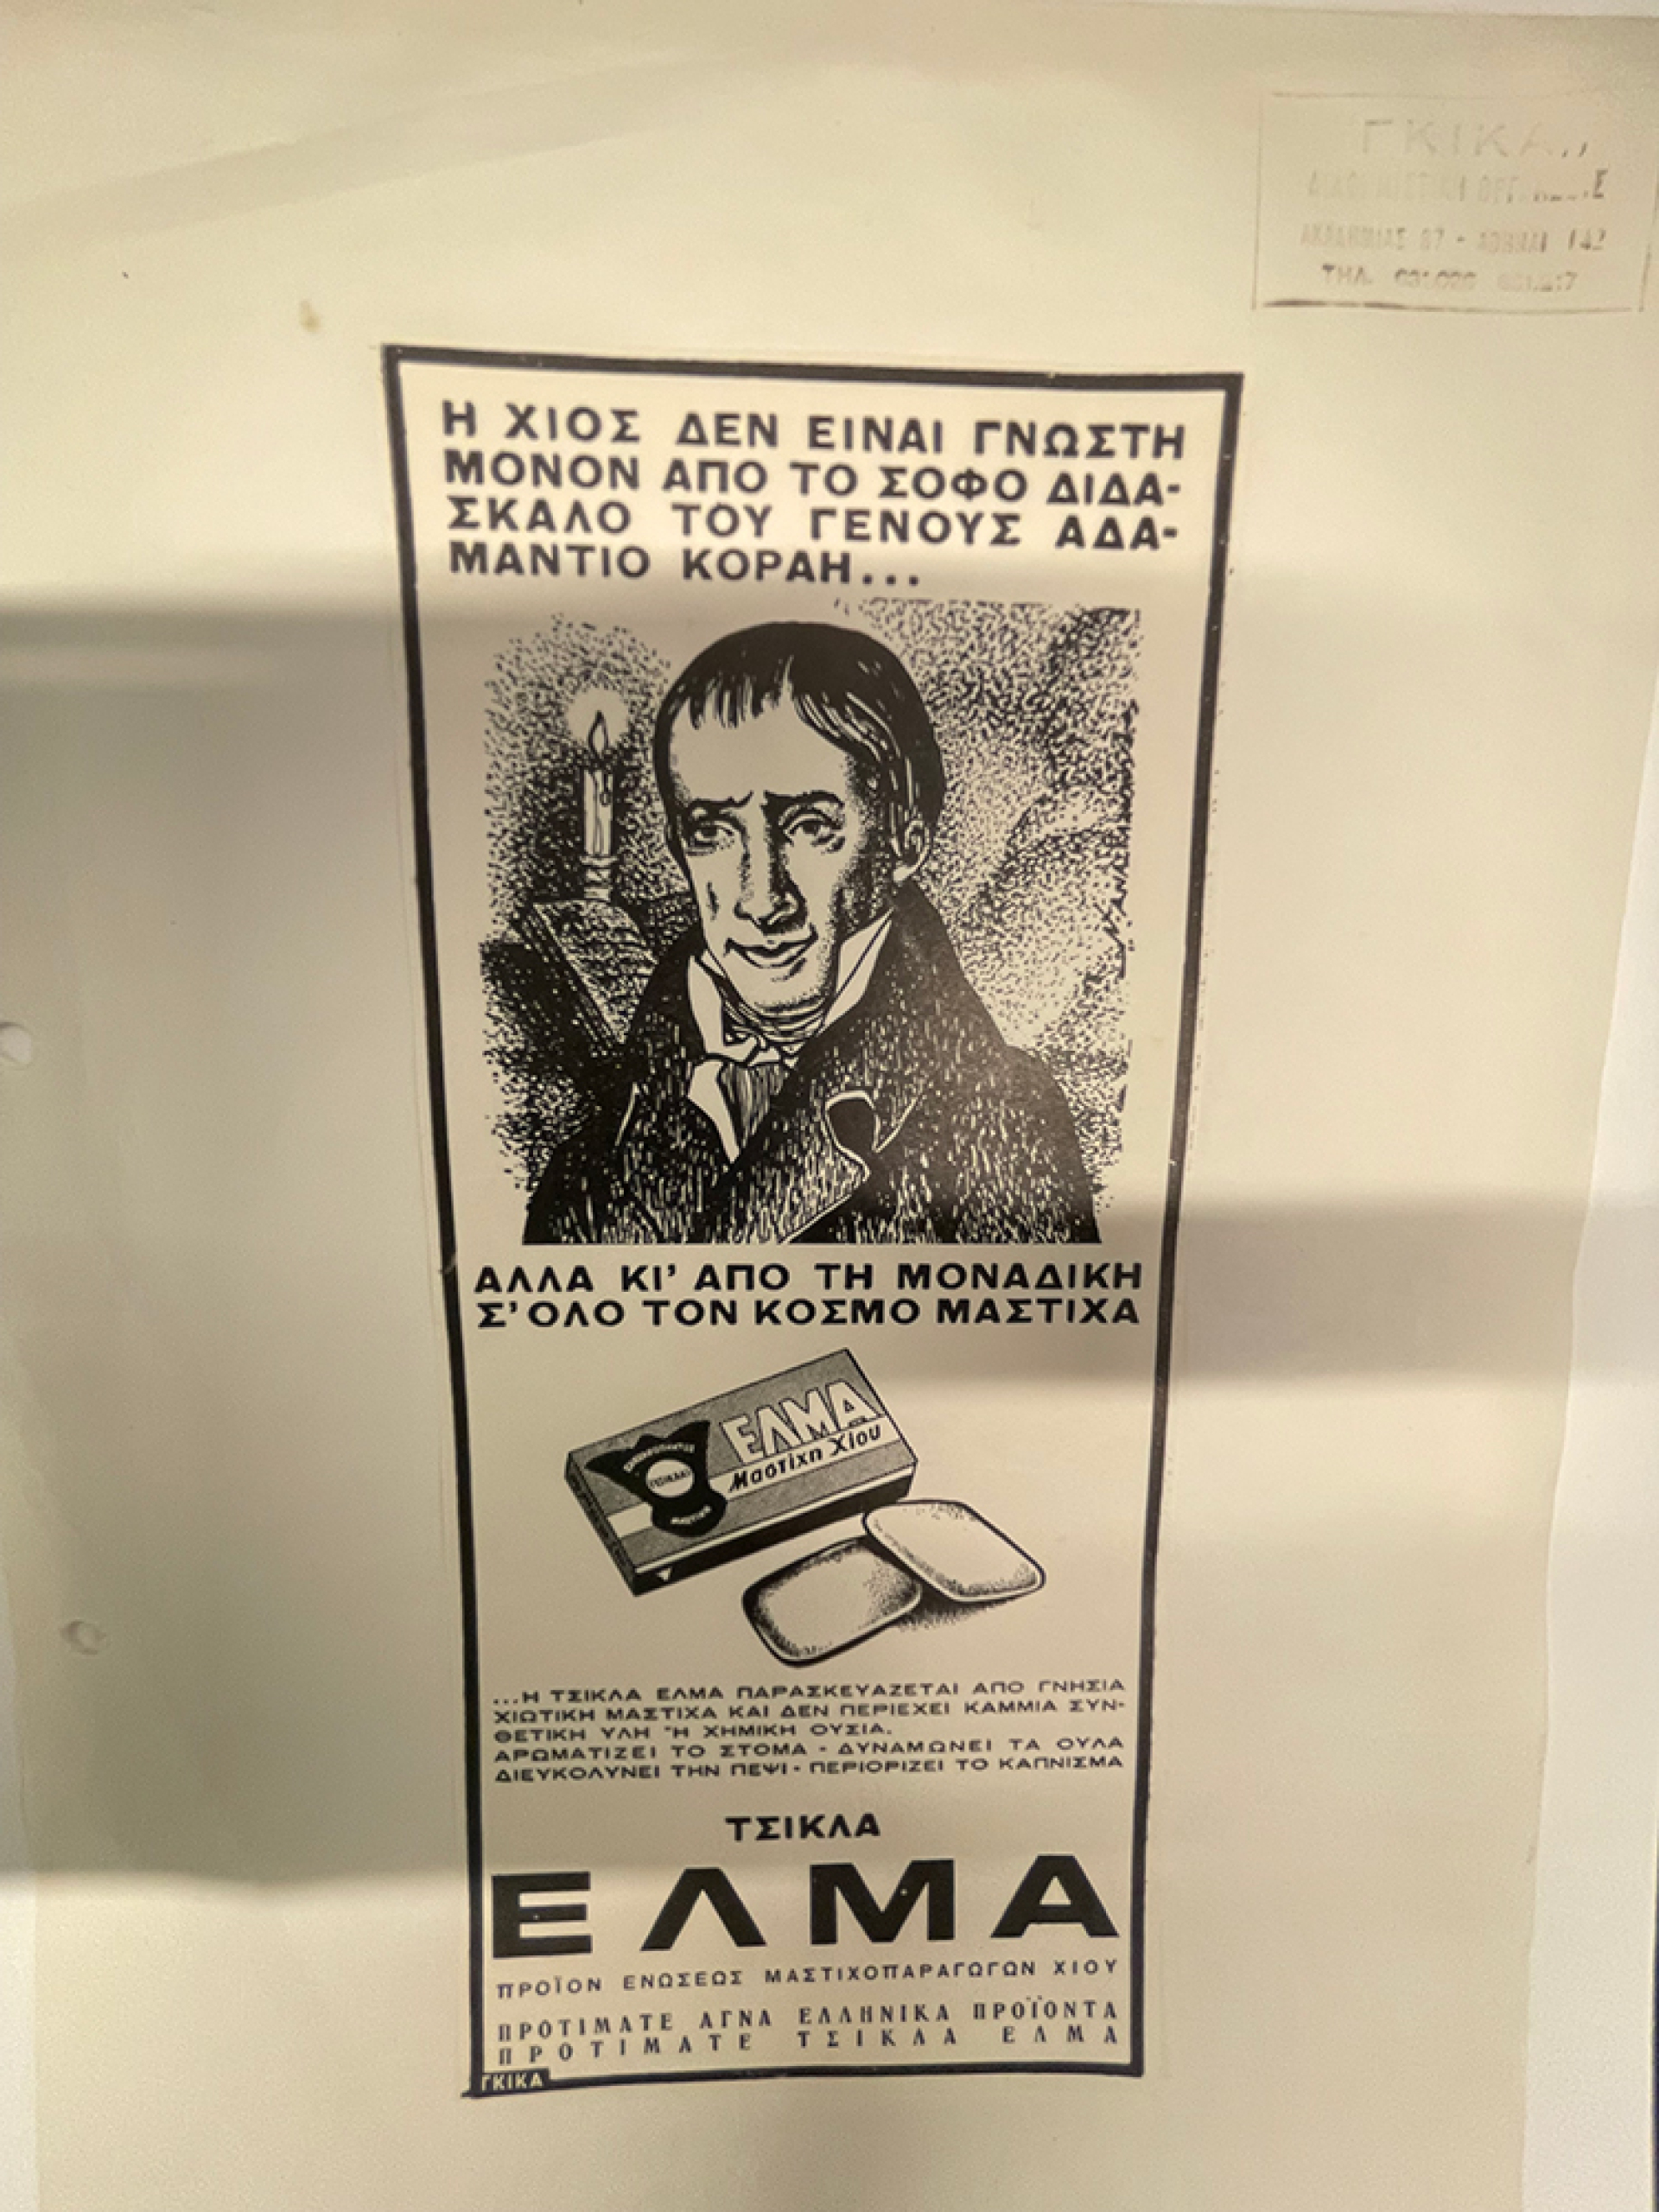 ΓΚΙΚΑ
ΑΚΑΔΗΜΙΑΣ 87 - ΑΘΗΝΑΙ 142
ΤΗΛ.
Η ΧΙΟΣ ΔΕΝ ΕΙΝΑΙ ΓΝΩΣΤΗ
ΜΟΝΟΝ ΑΠΟ ΤΟ ΣΟΦΟ ΔΙΔΑ-
ΣΚΑΛΟ ΤΟΥ ΓΕΝΟΥΣ ΑΔΑ-
ΜΑΝΤΙΟ ΚΟΡΑΗ...
ΑΛΛΑ ΚΙ' ΑΠΟ ΤΗ ΜΟΝΑΔΙΚΗ
Σ'ΟΛΟ ΤΟΝ ΚΟΣΜΟ ΜΑΣΤΙΧΑ
ΕΛΜΑ
Μαστίχη Χίου
...Η ΤΣΙΚΛΑ ΕΛΜΑ ΠΑΡΑΣΚΕΥΑΖΕΤΑΙ ΑΠΟ ΓΝΗΣΙΑ
ΧΙΩΤΙΚΗ ΜΑΣΤΙΧΑ ΚΑΙ ΔΕΝ ΠΕΡΙΕΧΕΙ ΚΑΜΜΙΑ ΣΥΝ-
ΘΕΤΙΚΗ ΥΛΗ Ή ΧΗΜΙΚΗ ΟΥΣΙΑ.
ΑΡΩΜΑΤΙΖΕΙ ΤΟ ΣΤΟΜΑ - ΔΥΝΑΜΩΝΕΙ ΤΑ ΟΥΛΑ
ΔΙΕΥΚΟΛΥΝΕΙ ΤΗΝ ΠΕΨΙ - ΠΕΡΙΟΡΙΖΕΙ ΤΟ ΚΑΠΝΙΣΜΑ
ΤΣΙΚΛΑ
ΕΛΜΑ
ΠΡΟΪΟΝ ΕΝΩΣΕΩΣ ΜΑΣΤΙΧΟΠΑΡΑΓΩΓΩΝ ΧΙΟΥ
ΠΡΟΤΙΜΑΤΕ ΑΓΝΑ ΕΛΛΗΝΙΚΑ ΠΡΟΪΟΝΤΑ
ΠΡΟΤΙΜΑΤΕ ΤΣΙΚΛΑ ΕΛΜΑ
ΓΚΙΚΑ